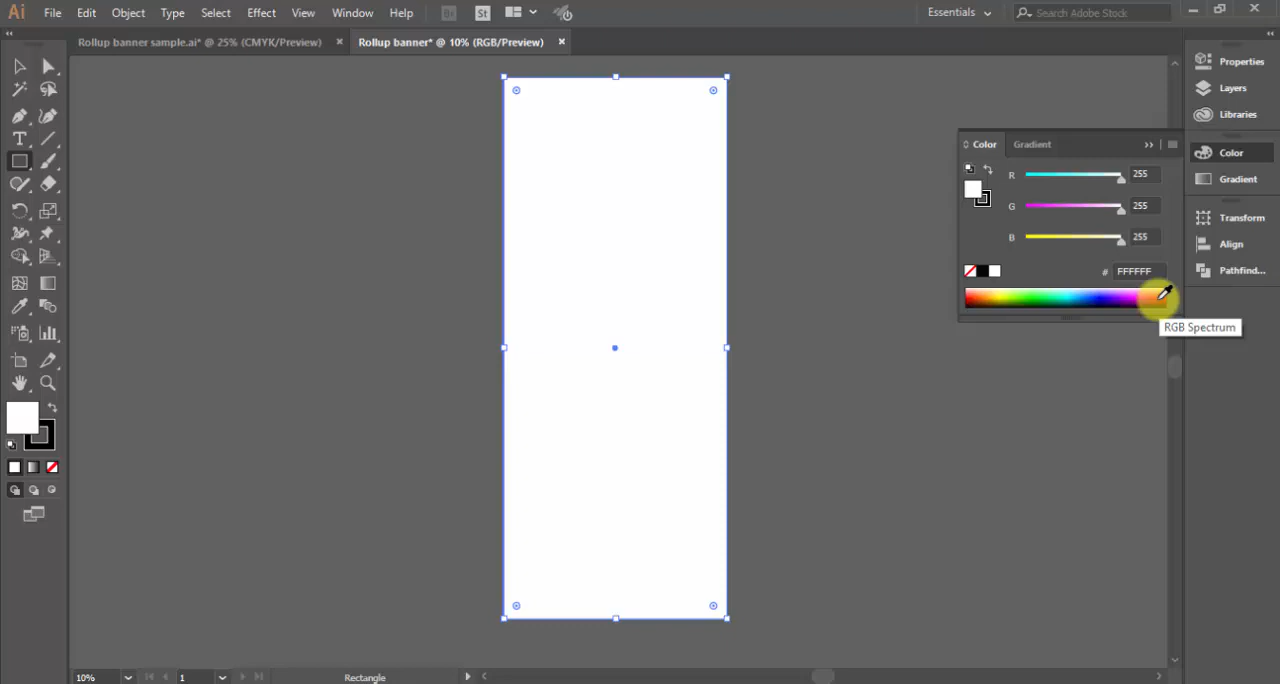 Ai File Edit Object Type Select Effect View Window Help Br St Essentials Search Adobe Stock
Rollup banner sample.ai* @ 25% (CMYK/Preview) × Rollup banner* @ 10% (RGB/Preview) ×
Properties
Layers
Libraries
Color
Gradient
Transform
Align
Pathfind...
Color Gradient
R 255
G 255
B 255
# FFFFFF
RGB Spectrum
T
10% 1 Rectangle